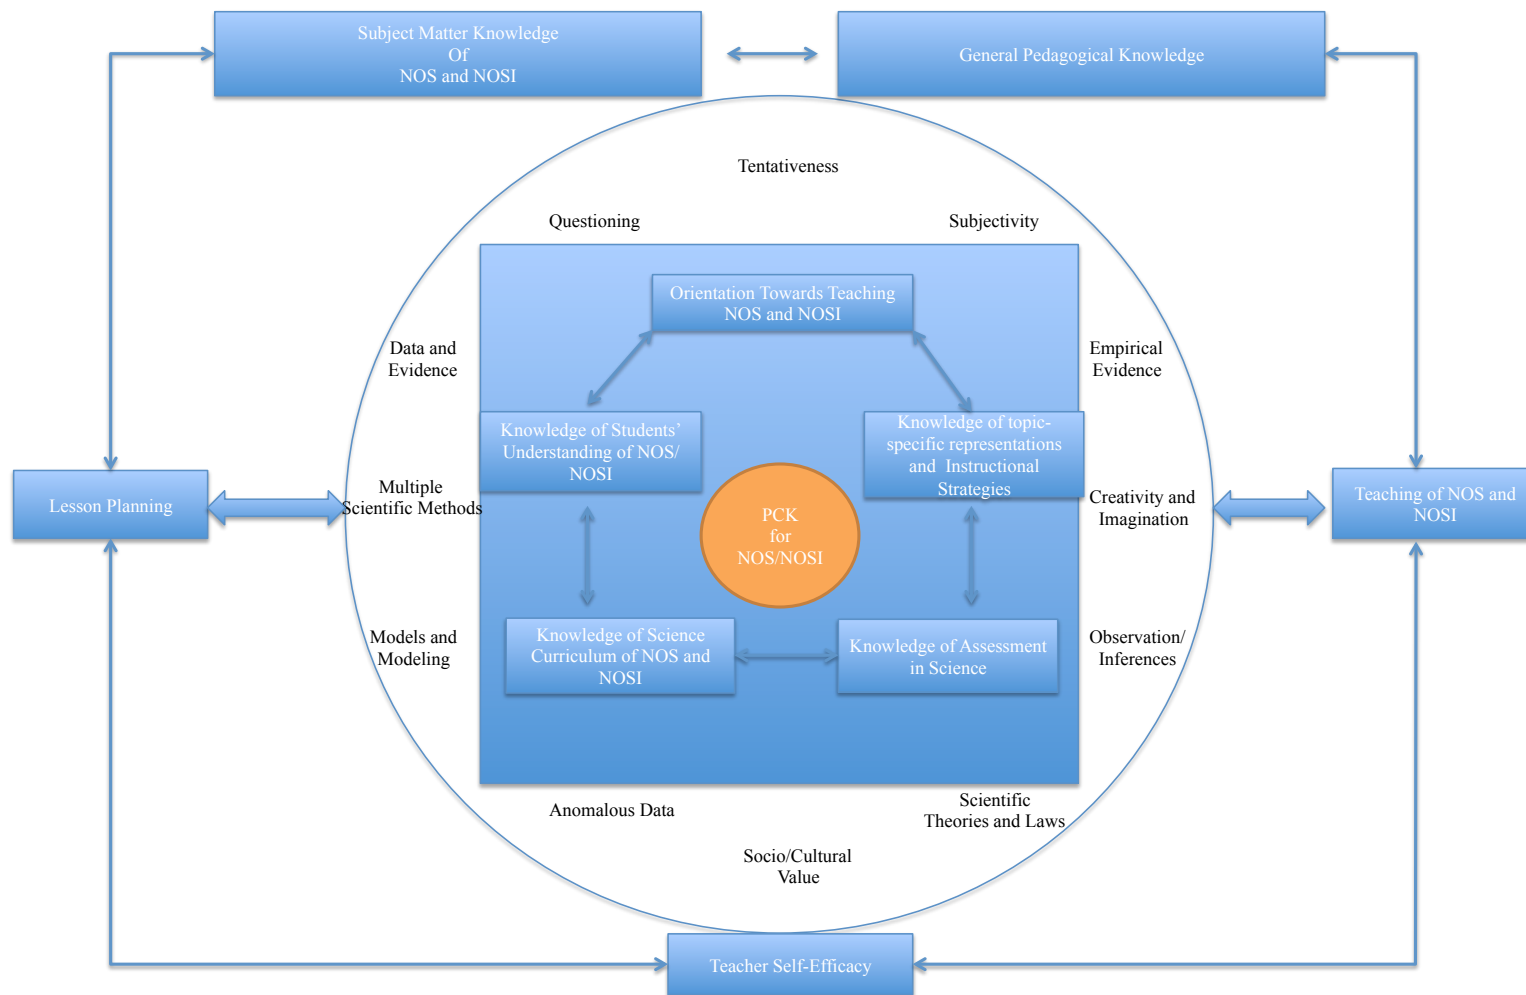 Subject Matter Knowledge
Of
NOS and NOSI
General Pedagogical Knowledge
Tentativeness
Questioning
Subjectivity
Orientation Towards Teaching
NOS and NOSI
Data and
Evidence
Empirical
Evidence
Knowledge of Students’
Understanding of NOS/
NOSI
Knowledge of topic-
specific representations
and Instructional
Strategies
Lesson Planning
Multiple
Scientific Methods
PCK
for
NOS/NOSI
Creativity and
Imagination
Teaching of NOS and
NOSI
Models and
Modeling
Knowledge of Science
Curriculum of NOS and
NOSI
Knowledge of Assessment
in Science
Observation/
Inferences
Anomalous Data
Scientific
Theories and Laws
Socio/Cultural
Value
Teacher Self-Efficacy